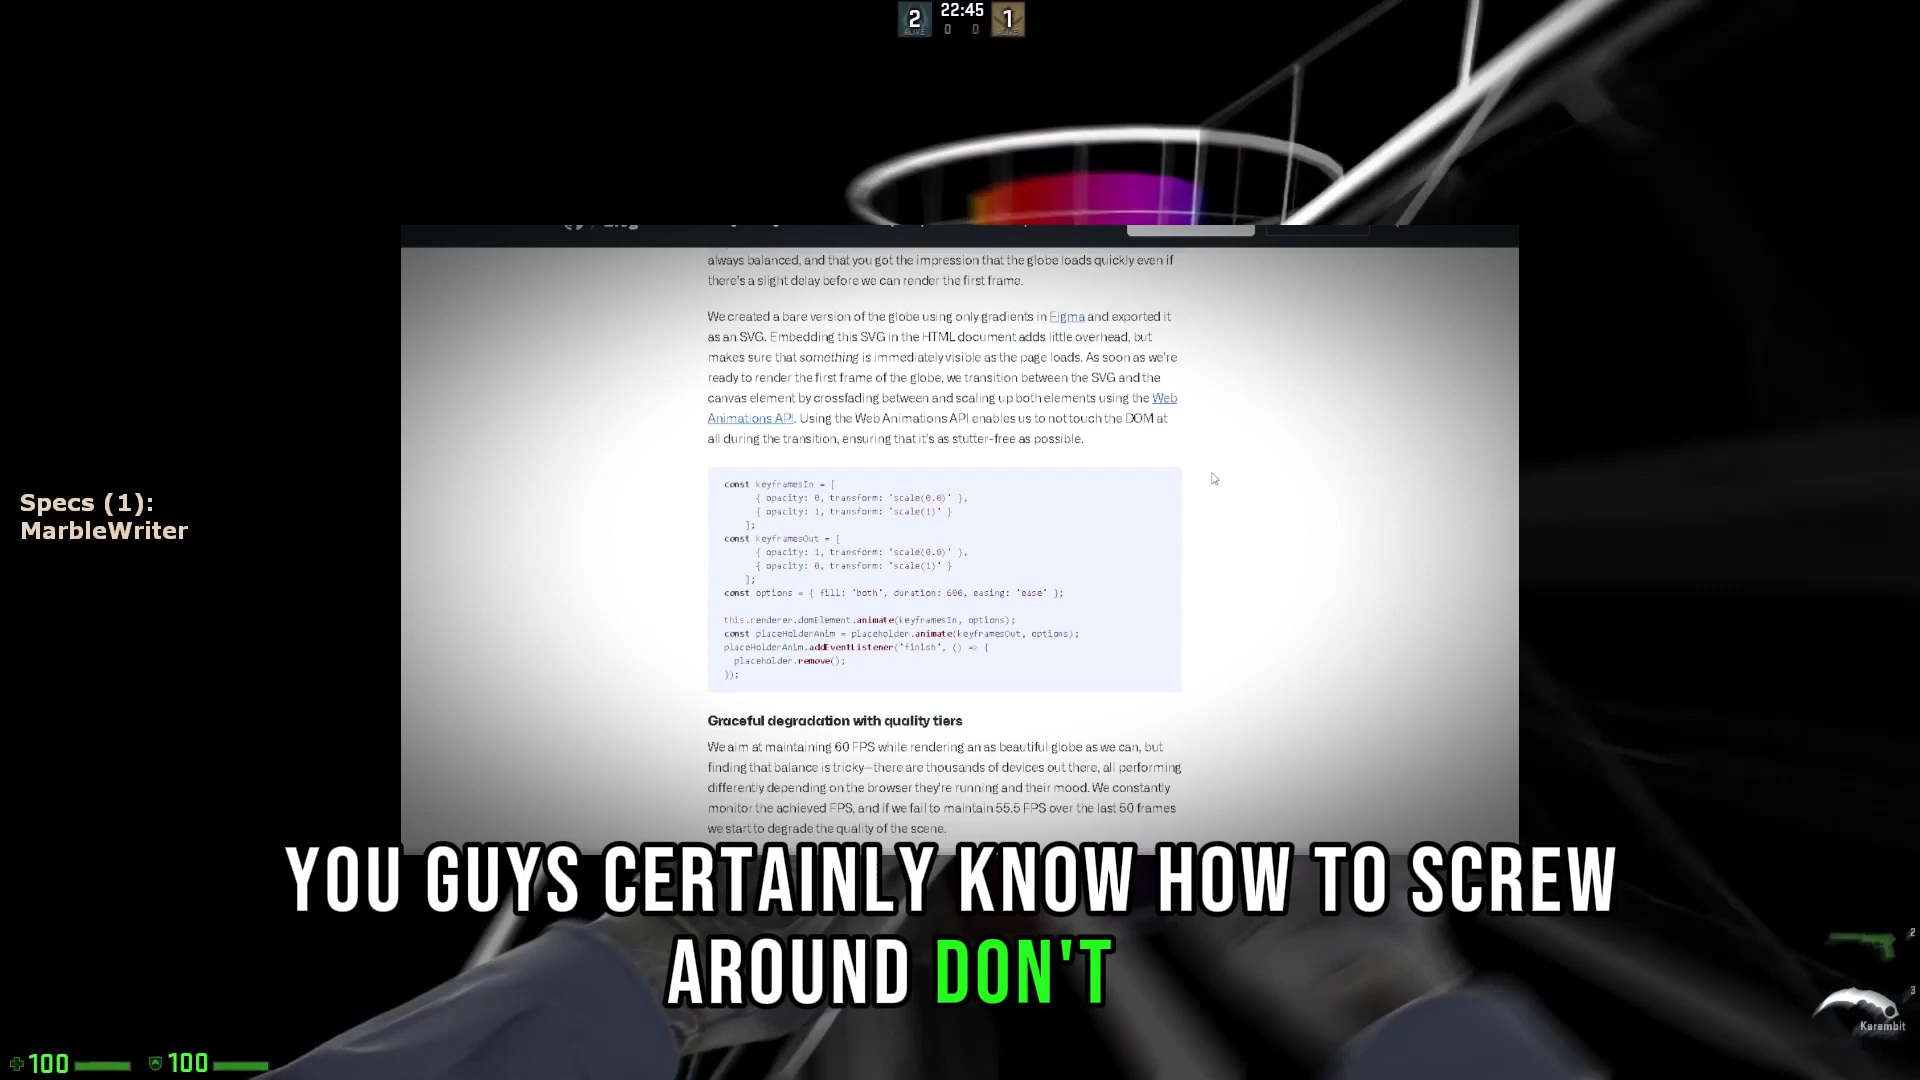 2 22:45 1
ALIVE 0 0
Blog
always balanced, and that you got the impression that the globe loads quickly even if
there's a slight delay before we can render the first frame.
We created a bare version of the globe using only gradients in Figma and exported it
as an SVG. Embedding this SVG in the HTML document adds little overhead, but
makes sure that something is immediately visible as the page loads. As soon as we're
ready to render the first frame of the globe, we transition between the SVG and the
canvas element by crossfading between and scaling up both elements using the Web
Animations API. Using the Web Animations API enables us to not touch the DOM at
all during the transition, ensuring that it's as stutter-free as possible.
const keyframesIn = [
{ opacity: 0, transform: 'scale(0.8)' },
{ opacity: 1, transform: 'scale(1)' }
];
const keyframesOut = [
{ opacity: 1, transform: 'scale(0.8)' },
{ opacity: 0, transform: 'scale(1)' }
];
const options = { fill: 'both', duration: 600, easing: 'ease' };
this.renderer.domElement.animate(keyframesIn, options);
const placeHolderAnim = placeholder.animate(keyframesOut, options);
placeHolderAnim.addEventListener('finish', () => {
placeholder.remove();
});
Specs (1):
MarbleWriter
Graceful degradation with quality tiers
We aim at maintaining 60 FPS while rendering an as beautiful globe as we can, but
finding that balance is tricky—there are thousands of devices out there, all performing
differently depending on the browser they're running and their mood. We constantly
monitor the achieved FPS, and if we fail to maintain 55.5 FPS over the last 50 frames
we start to degrade the quality of the scene.
YOU GUYS CERTAINLY KNOW HOW TO SCREW
AROUND DON'T
2
3
Karambit
100 100